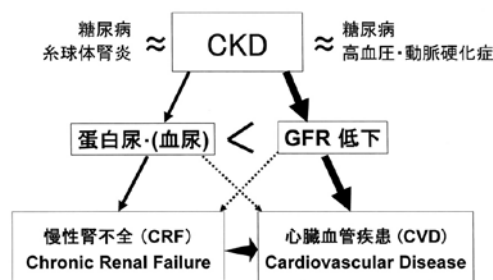 糖尿病
糸球体腎炎
≈
CKD
≈
糖尿病
高血圧・動脈硬化症
蛋白尿・(血尿)
<
GFR 低下
慢性腎不全 (CRF)
Chronic Renal Failure
心臓血管疾患 (CVD)
Cardiovascular Disease